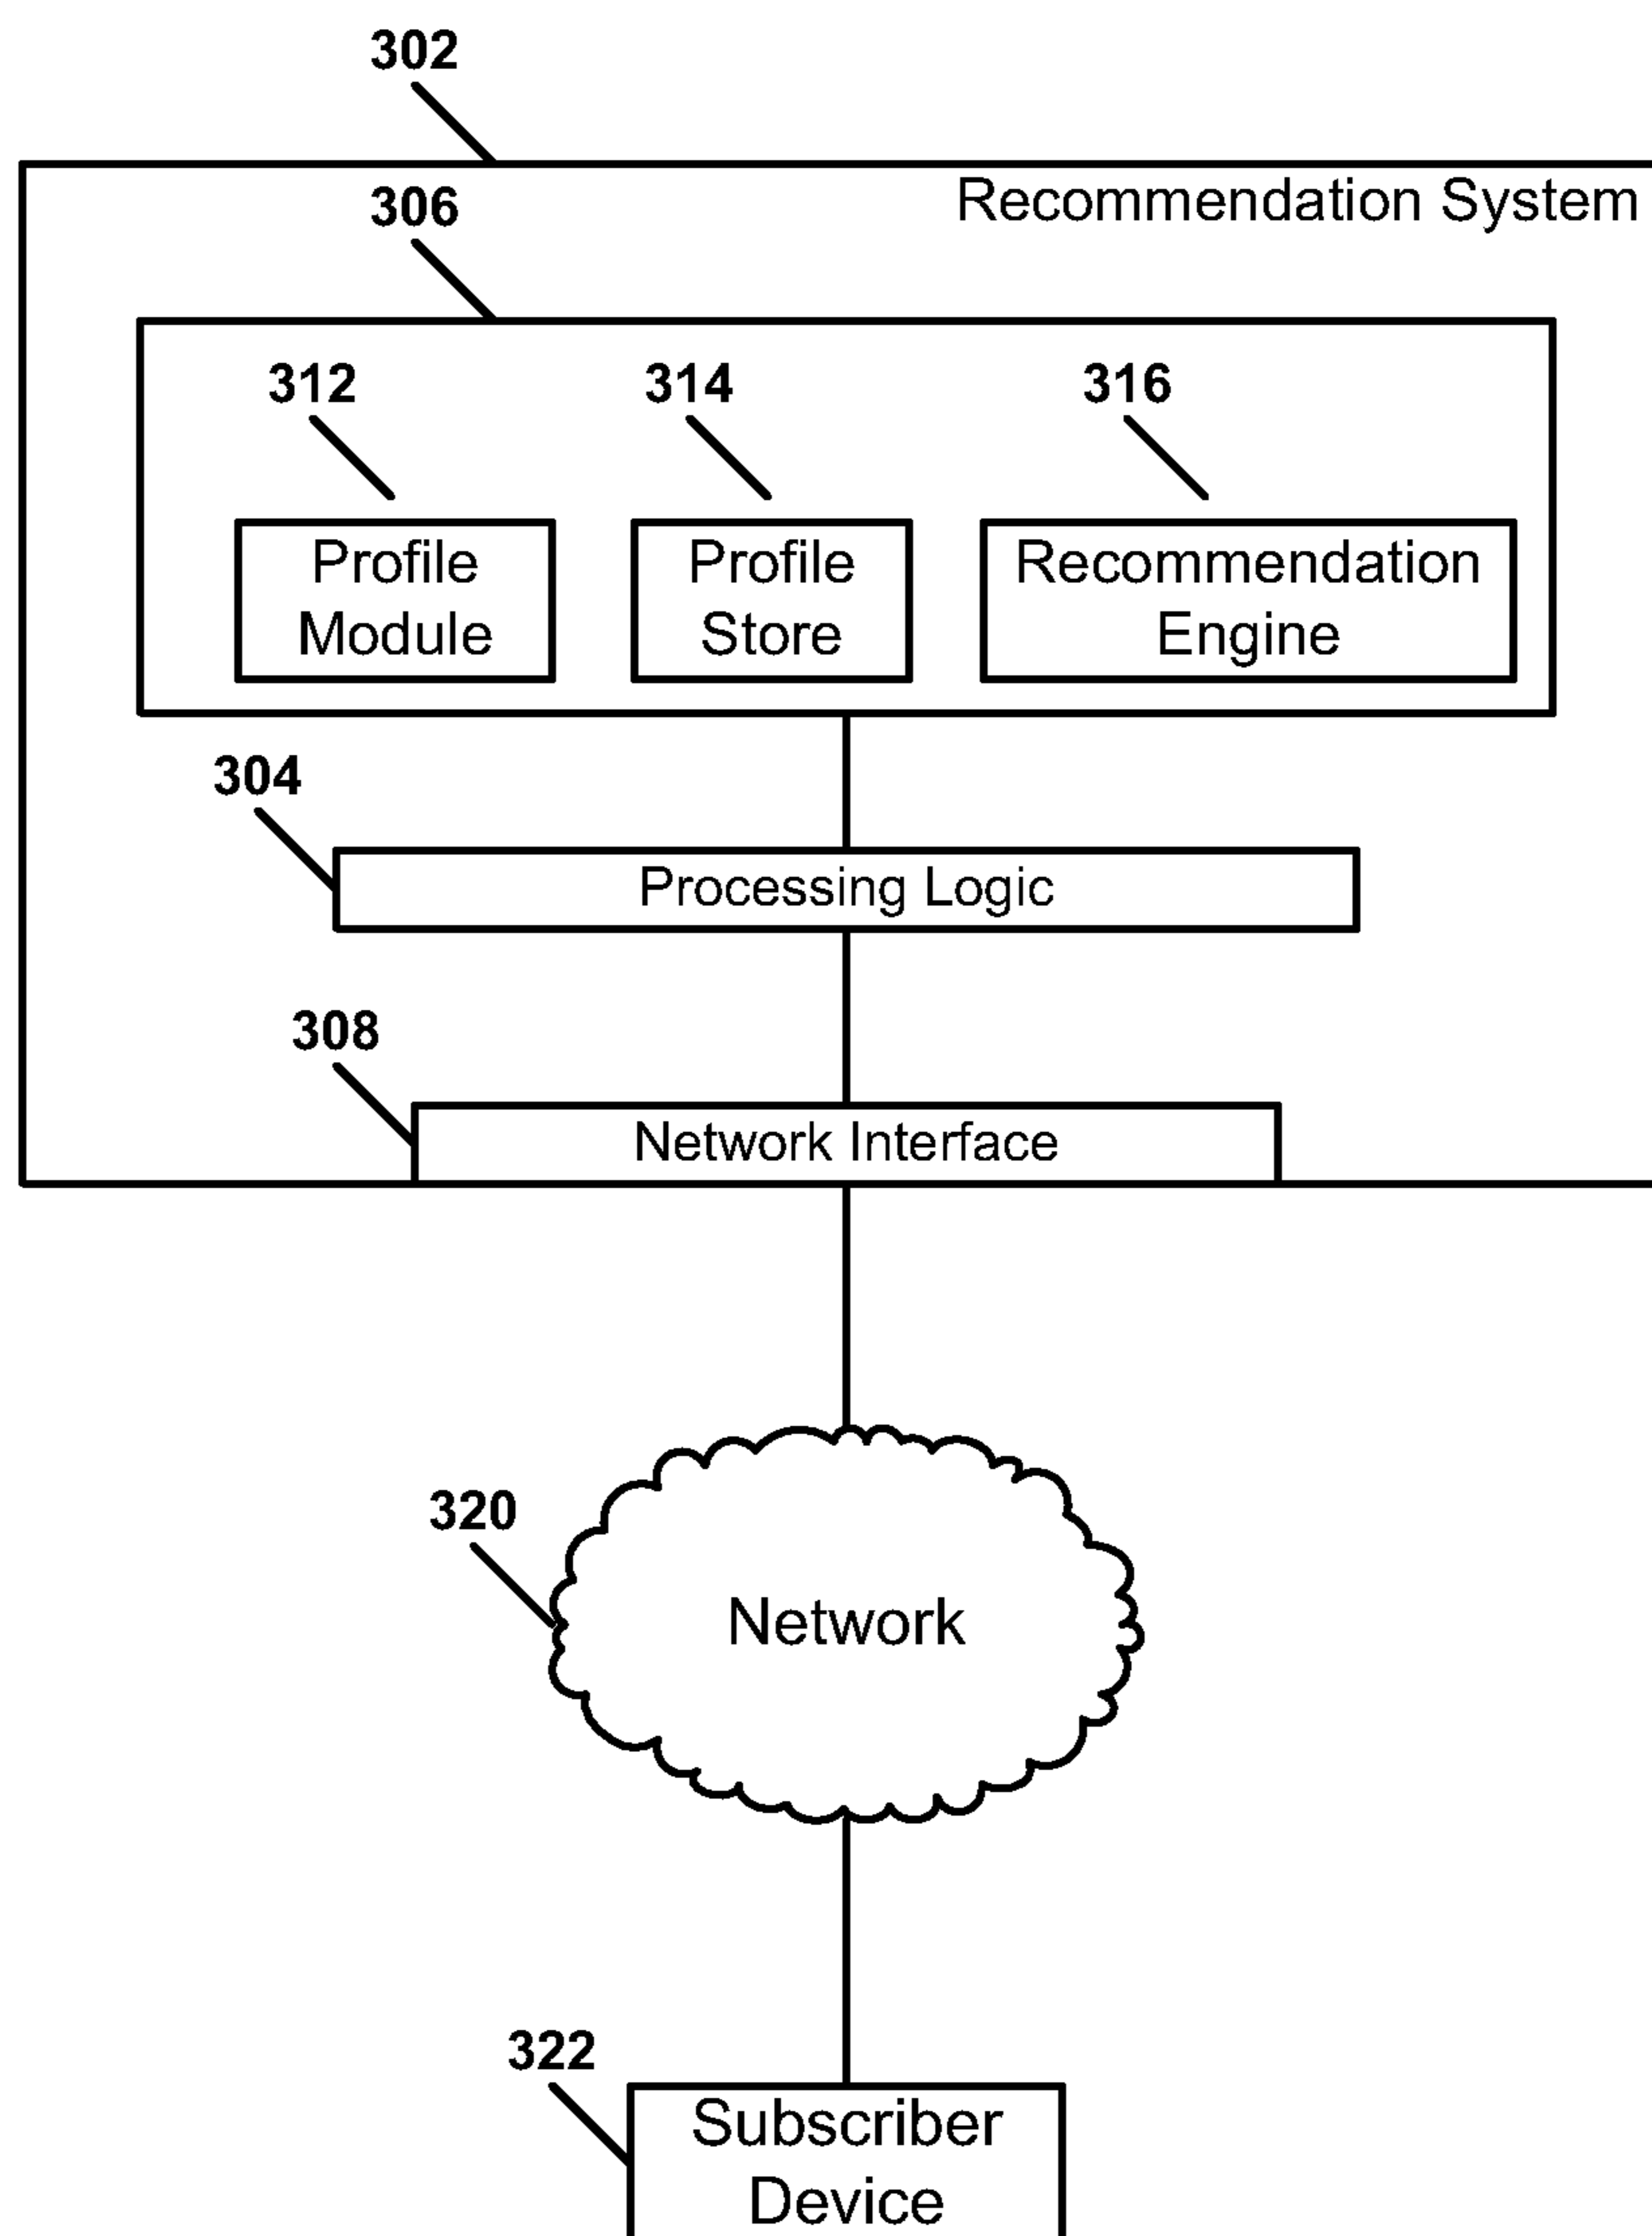 302
Recommendation System
306
312
314
316
Profile
Module
Profile
Store
Recommendation
Engine
304
Processing Logic
308
Network Interface
320
Network
322
Subscriber
Device